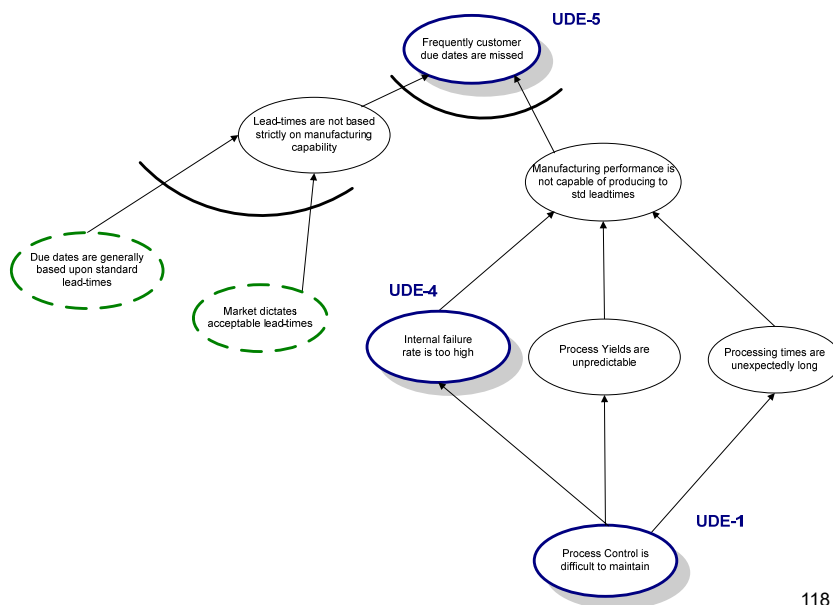 UDE-5
Frequently customer
due dates are missed
Lead-times are not based
strictly on manufacturing
capability
Manufacturing performance is
not capable of producing to
std leadtimes
Due dates are generally
based upon standard
lead-times
Market dictates
acceptable lead-times
UDE-4
Internal failure
rate is too high
Process Yields are
unpredictable
Processing times are
unexpectedly long
UDE-1
Process Control is
difficult to maintain
118